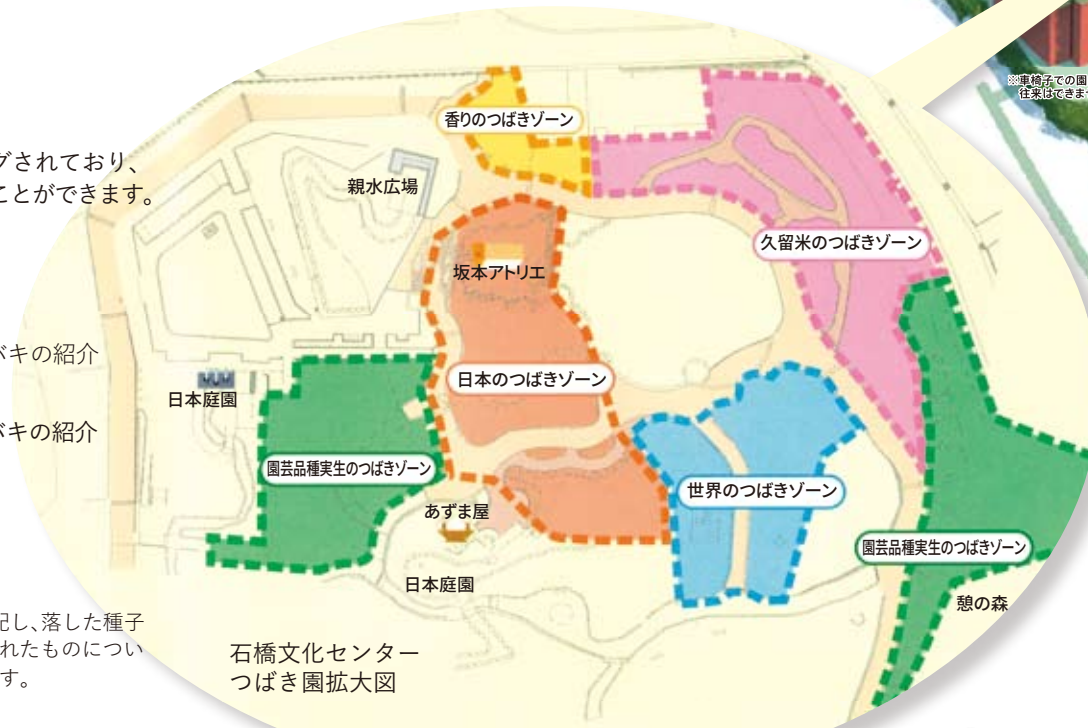 ※車椅子での園
往来はできませ
グされており、
ことができます。
バキの紹介
バキの紹介
配し、落した種子
れたものについ
す。
香りのつばきゾーン
親水広場
久留米のつばきゾーン
坂本アトリエ
日本のつばきゾーン
日本庭園
園芸品種実生のつばきゾーン
世界のつばきゾーン
あずま屋
園芸品種実生のつばきゾーン
日本庭園
憩の森
石橋文化センター
つばき園拡大図